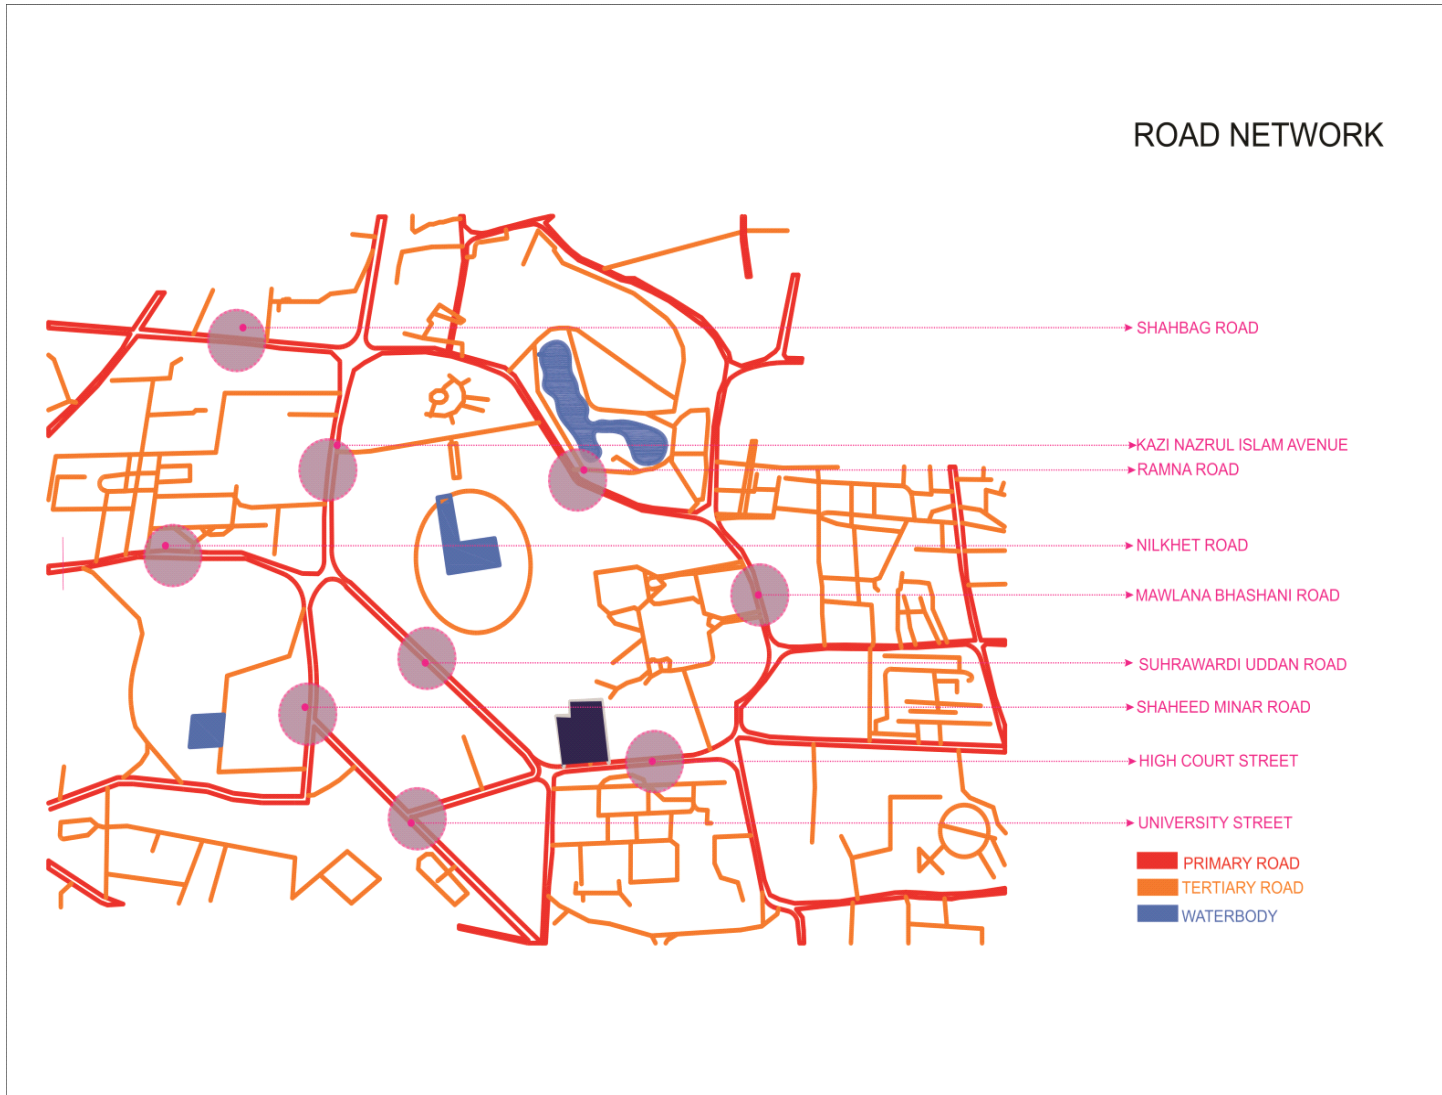 ROAD NETWORK
SHAHBAG ROAD
KAZI NAZRUL ISLAM AVENUE
RAMNA ROAD
NILKHET ROAD
MAWLANA BHASHANI ROAD
SUHRAWARDI UDDAN ROAD
SHAHEED MINAR ROAD
HIGH COURT STREET
UNIVERSITY STREET
PRIMARY ROAD
TERTIARY ROAD
WATERBODY